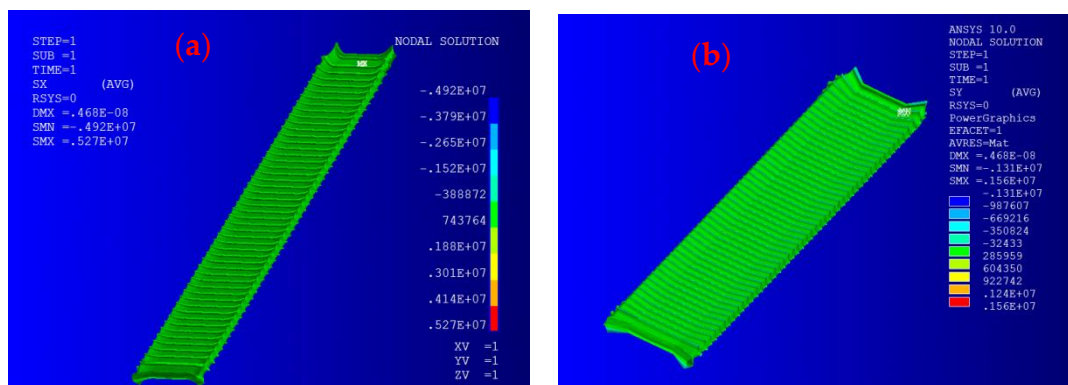 (a)
STEP=1
SUB =1
TIME=1
SX (AVG)
RSYS=0
DMX =.468E-08
SMN =-.492E+07
SMX =.527E+07
NODAL SOLUTION
MX
-.492E+07
-.379E+07
-.265E+07
-.152E+07
-388872
743764
.188E+07
.301E+07
.414E+07
.527E+07
XV =1
YV =1
ZV =1
(b)
ANSYS 10.0
NODAL SOLUTION
STEP=1
SUB =1
TIME=1
SY (AVG)
RSYS=0
PowerGraphics
EFACET=1
AVRES=Mat
DMX =.468E-08
SMN =-.131E+07
SMX =.156E+07
-.131E+07
-987607
-669216
-350824
-32433
285959
604350
922742
.124E+07
.156E+07